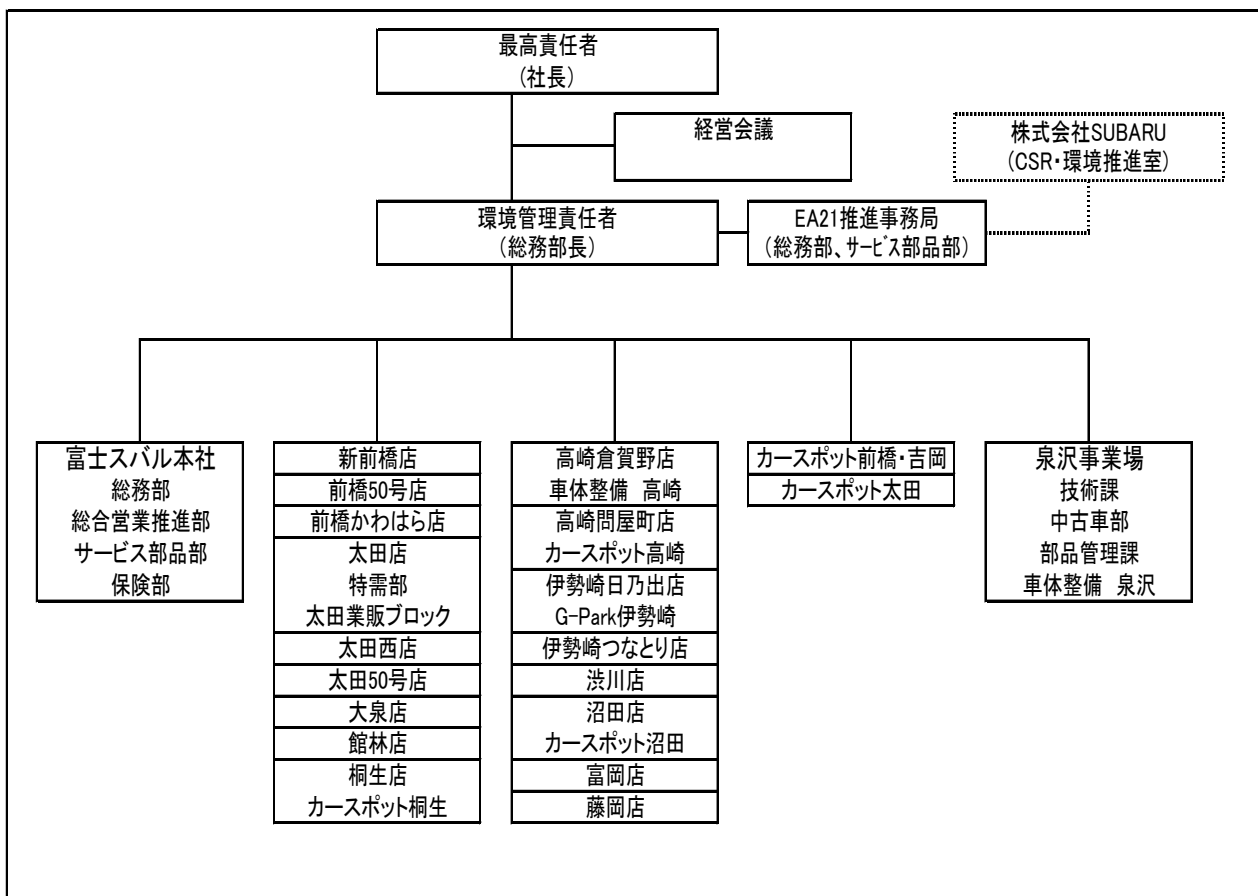 最高責任者
(社長)
経営会議
株式会社SUBARU
(CSR・環境推進室)
環境管理責任者
(総務部長)
EA21推進事務局
(総務部、サービス部品部)
富士スバル本社
総務部
総合営業推進部
サービス部品部
保険部
新前橋店
前橋50号店
前橋かわはら店
太田店
特需部
太田業販ブロック
太田西店
太田50号店
大泉店
館林店
桐生店
カースポット桐生
高崎倉賀野店
車体整備 高崎
高崎問屋町店
カースポット高崎
伊勢崎日乃出店
G-Park伊勢崎
伊勢崎つなとり店
渋川店
沼田店
カースポット沼田
富岡店
藤岡店
カースポット前橋・吉岡
カースポット太田
泉沢事業場
技術課
中古車部
部品管理課
車体整備 泉沢